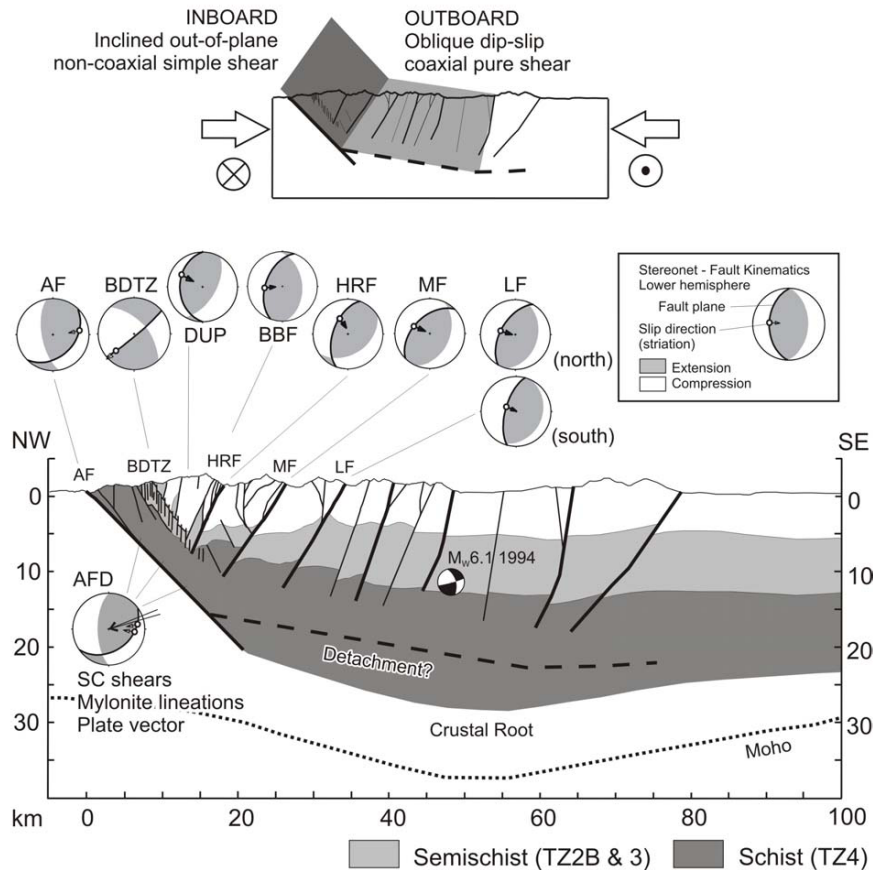 INBOARD
Inclined out-of-plane
non-coaxial simple shear
OUTBOARD
Oblique dip-slip
coaxial pure shear
AF
BDTZ
DUP
BBF
HRF
MF
LF
(north)
(south)
Stereonet - Fault Kinematics
Lower hemisphere
Fault plane
Slip direction
(striation)
Extension
Compression
NW
SE
AF
BDTZ
HRF
MF
LF
0
10
20
30
0
10
20
30
Mw6.1 1994
AFD
SC shears
Mylonite lineations
Plate vector
Detachment?
Crustal Root
Moho
km
0
20
40
60
80
100
Semischist (TZ2B & 3)
Schist (TZ4)